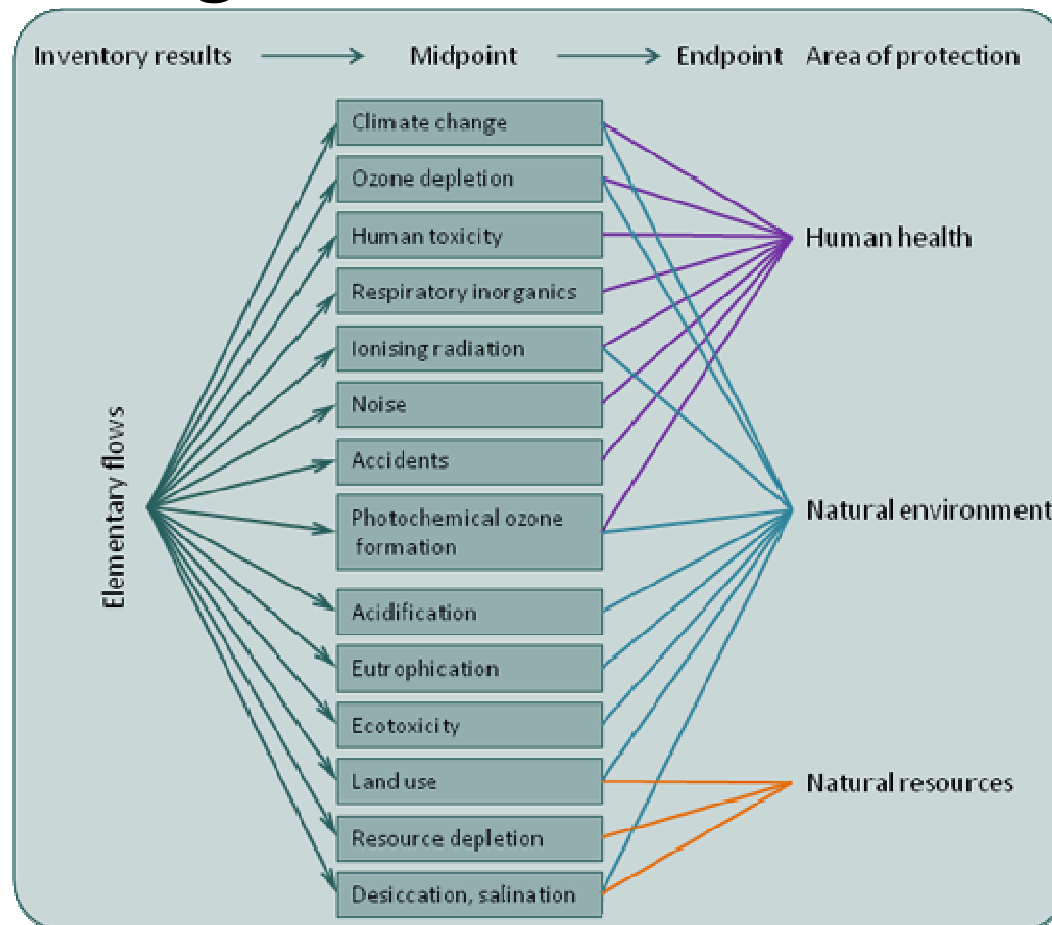 Inventory results Midpoint Endpoint Area of protection
Climate change
Ozone depletion
Human toxicity
Human health
Respiratory inorganics
Ionising radiation
Noise
Elementary flows
Accidents
Photochemical ozone
formation
Natural environment
Acidification
Eutrophication
Ecotoxicity
Land use
Natural resources
Resource depletion
Desiccation, salination